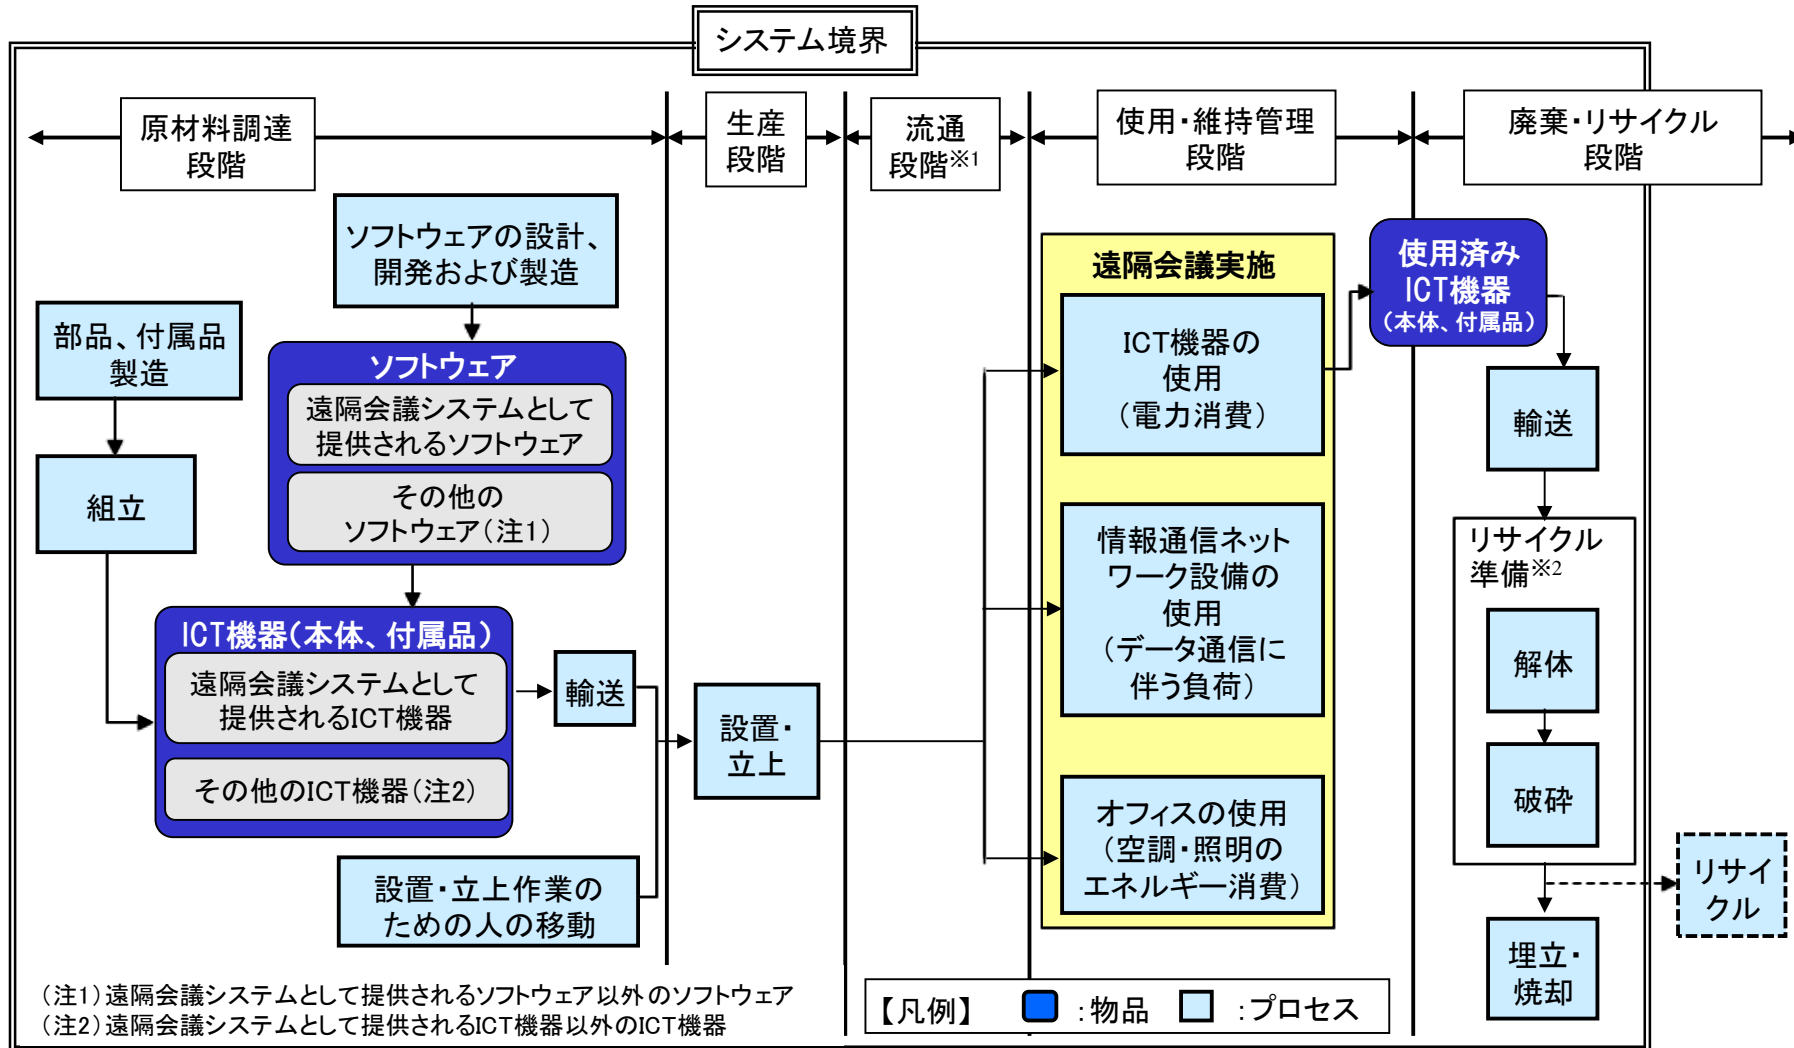 システム境界
原材料調達
段階
生産
段階
流通
段階※1
使用・維持管理
段階
廃棄・リサイクル
段階
ソフトウェアの設計、
開発および製造
部品、付属品
製造
組立
ソフトウェア
遠隔会議システムとして
提供されるソフトウェア
その他の
ソフトウェア(注1)
ICT機器(本体、付属品)
遠隔会議システムとして
提供されるICT機器
その他のICT機器(注2)
輸送
設置・立上作業の
ための人の移動
設置・
立上
遠隔会議実施
ICT機器の
使用
(電力消費)
情報通信ネット
ワーク設備の
使用
(データ通信に
伴う負荷)
オフィスの使用
(空調・照明の
エネルギー消費)
使用済み
ICT機器
(本体、付属品)
輸送
リサイクル
準備※2
解体
破砕
リサイ
クル
埋立・
焼却
(注1)遠隔会議システムとして提供されるソフトウェア以外のソフトウェア
(注2)遠隔会議システムとして提供されるICT機器以外のICT機器
【凡例】 :物品 :プロセス